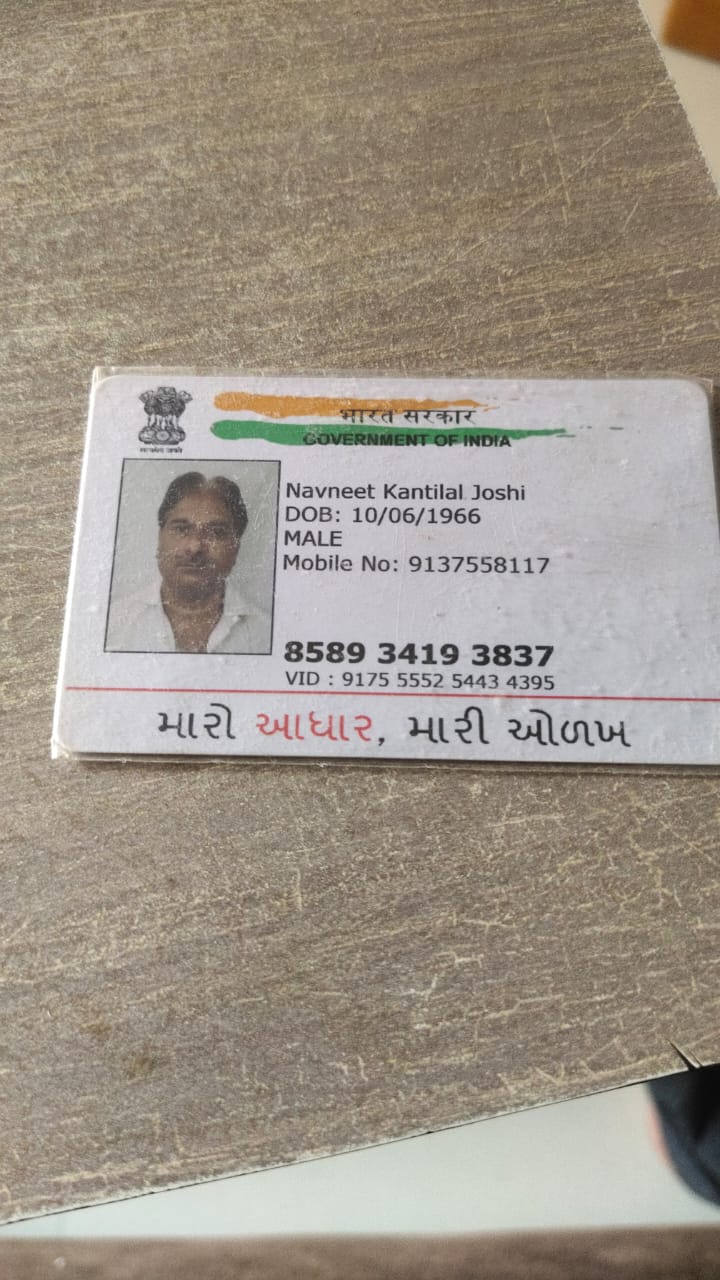 भारत सरकार
GOVERNMENT OF INDIA
सत्यमेव जयते
Navneet Kantilal Joshi
DOB: 10/06/1966
MALE
Mobile No: 9137558117
8589 3419 3837
VID : 9175 5552 5443 4395
મારો આધાર, મારી ઓળખ